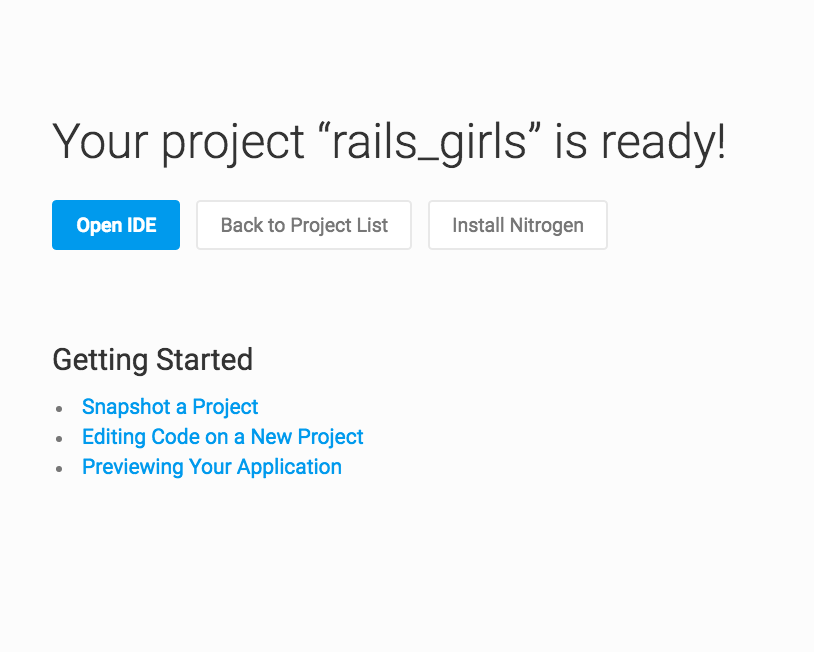 Your project “rails_girls” is ready!
Open IDE
Back to Project List
Install Nitrogen
Getting Started
Snapshot a Project
Editing Code on a New Project
Previewing Your Application